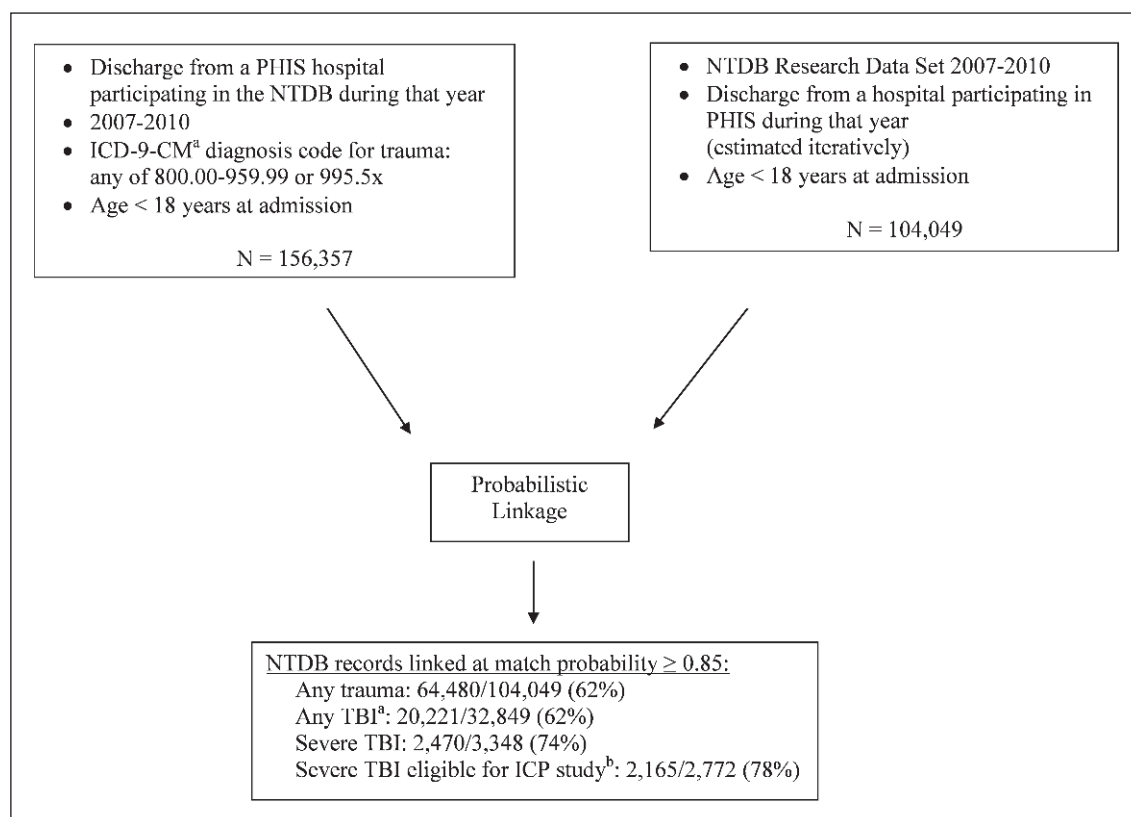 • Discharge from a PHIS hospital
participating in the NTDB during that year
• 2007-2010
• ICD-9-CMᵃ diagnosis code for trauma:
any of 800.00-959.99 or 995.5x
• Age < 18 years at admission
N = 156,357
• NTDB Research Data Set 2007-2010
• Discharge from a hospital participating in
PHIS during that year
(estimated iteratively)
• Age < 18 years at admission
N = 104,049
Probabilistic
Linkage
NTDB records linked at match probability ≥ 0.85:
Any trauma: 64,480/104,049 (62%)
Any TBIᵃ: 20,221/32,849 (62%)
Severe TBI: 2,470/3,348 (74%)
Severe TBI eligible for ICP studyᵇ: 2,165/2,772 (78%)